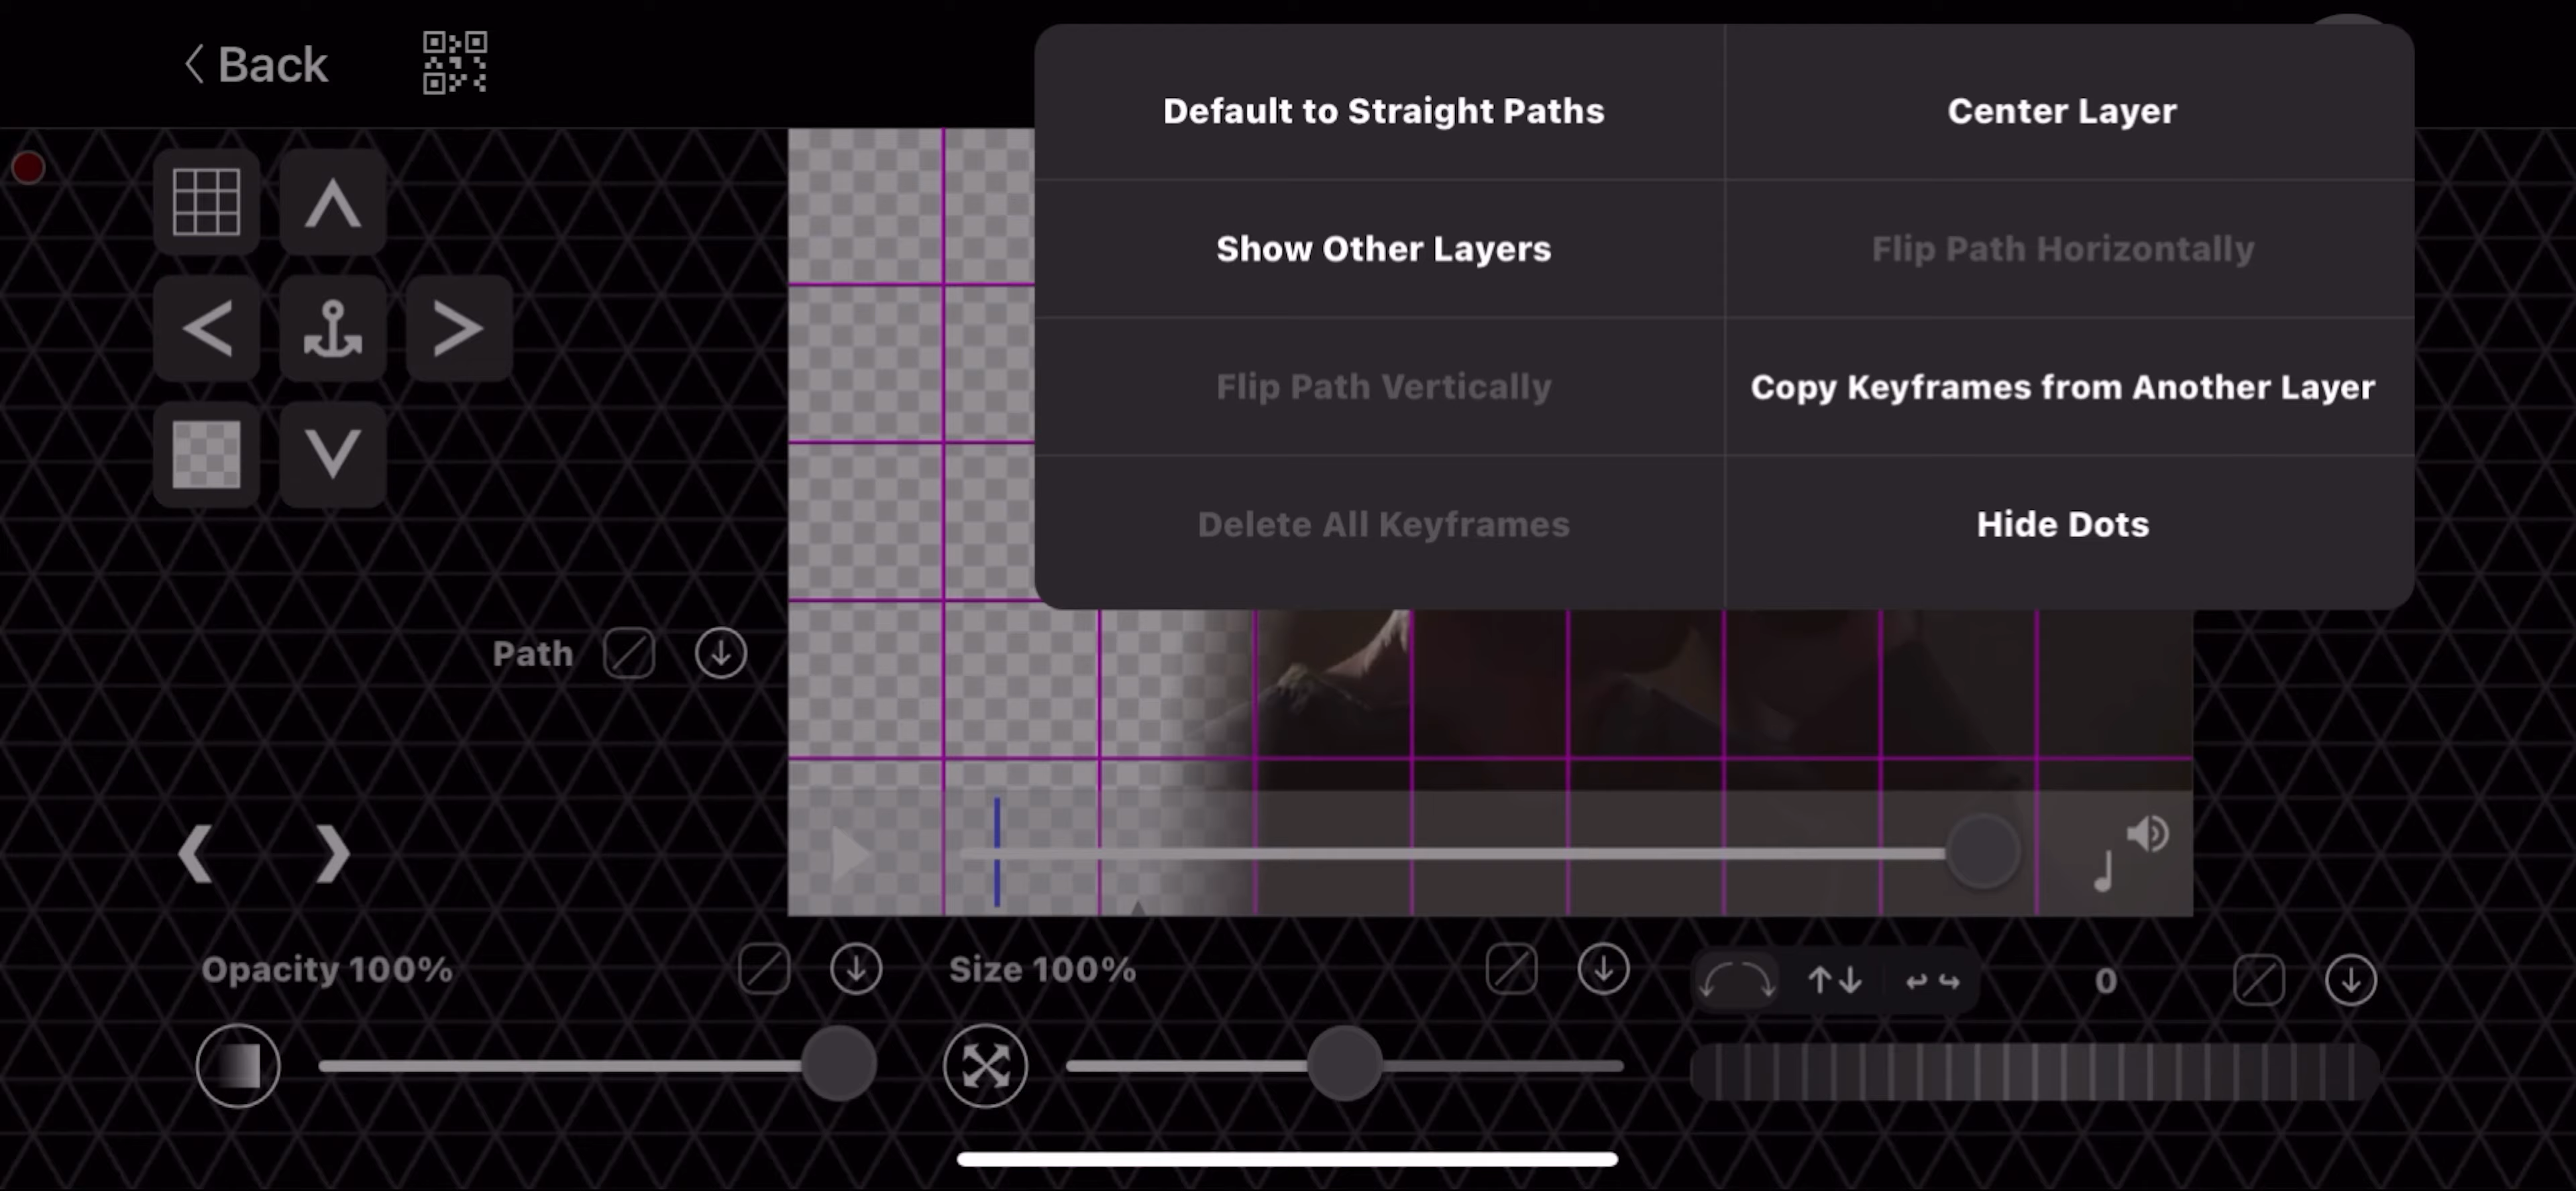 Back
Default to Straight Paths
Center Layer
Show Other Layers
Flip Path Horizontally
Flip Path Vertically
Copy Keyframes from Another Layer
Delete All Keyframes
Hide Dots
Path
Opacity 100%
Size 100%
0